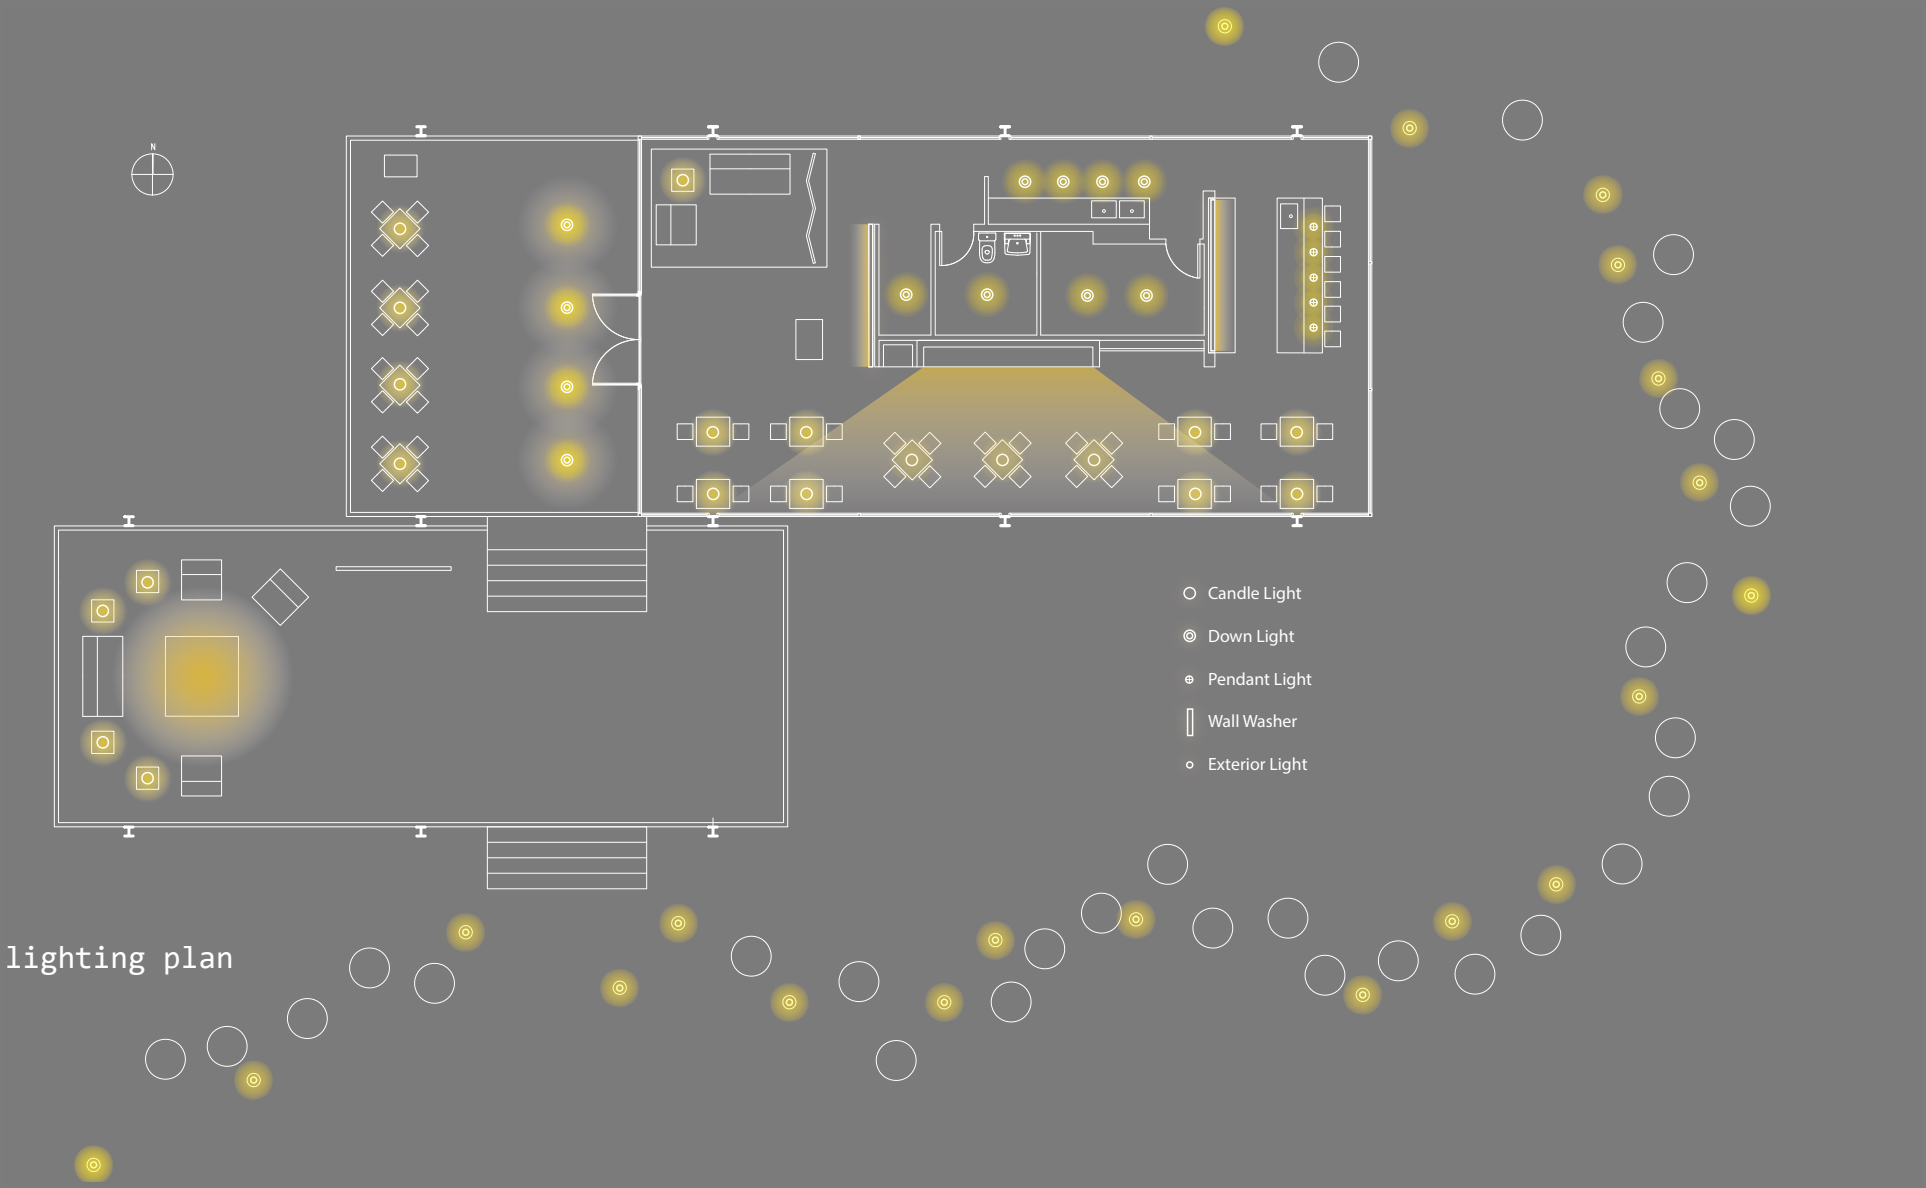 N
Candle Light
Down Light
Pendant Light
Wall Washer
Exterior Light
lighting plan